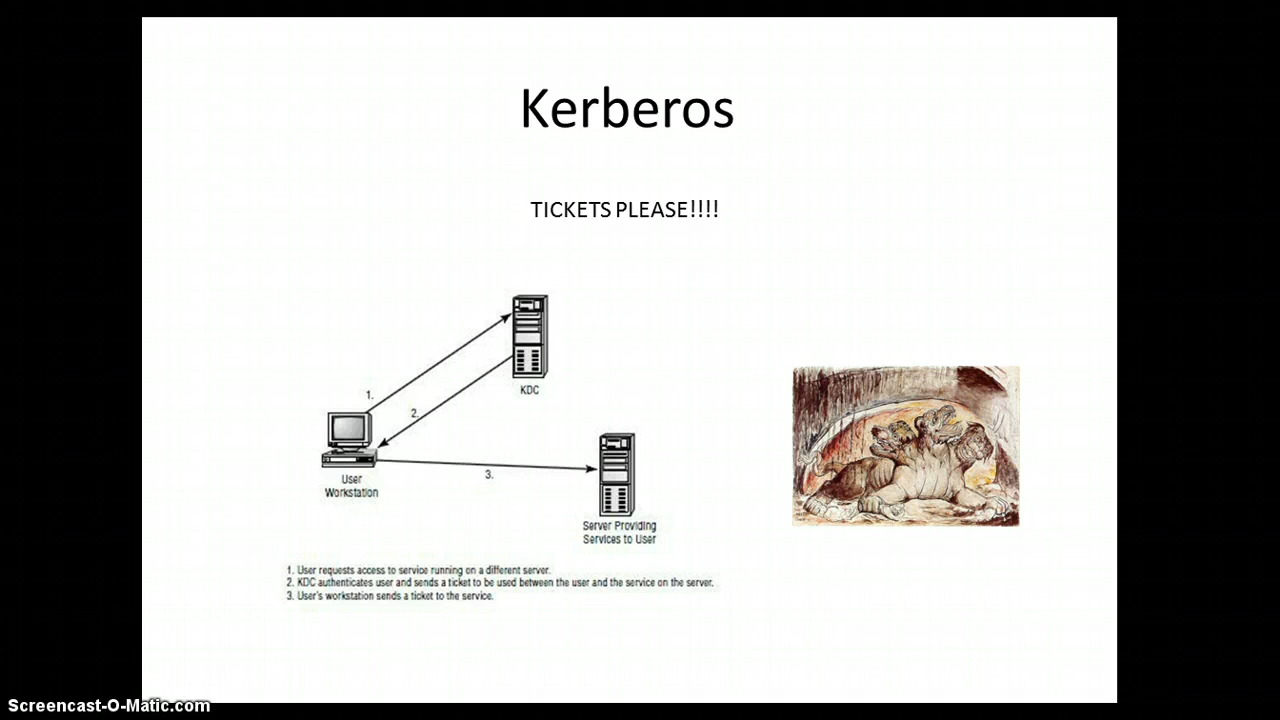 Kerberos
TICKETS PLEASE!!!!
1.
KDC
2.
User
Workstation
3.
Server Providing
Services to User
1. User requests access to service running on a different server.
2. KDC authenticates user and sends a ticket to be used between the user and the service on the server.
3. User's workstation sends a ticket to the service.
Screencast-O-Matic.com